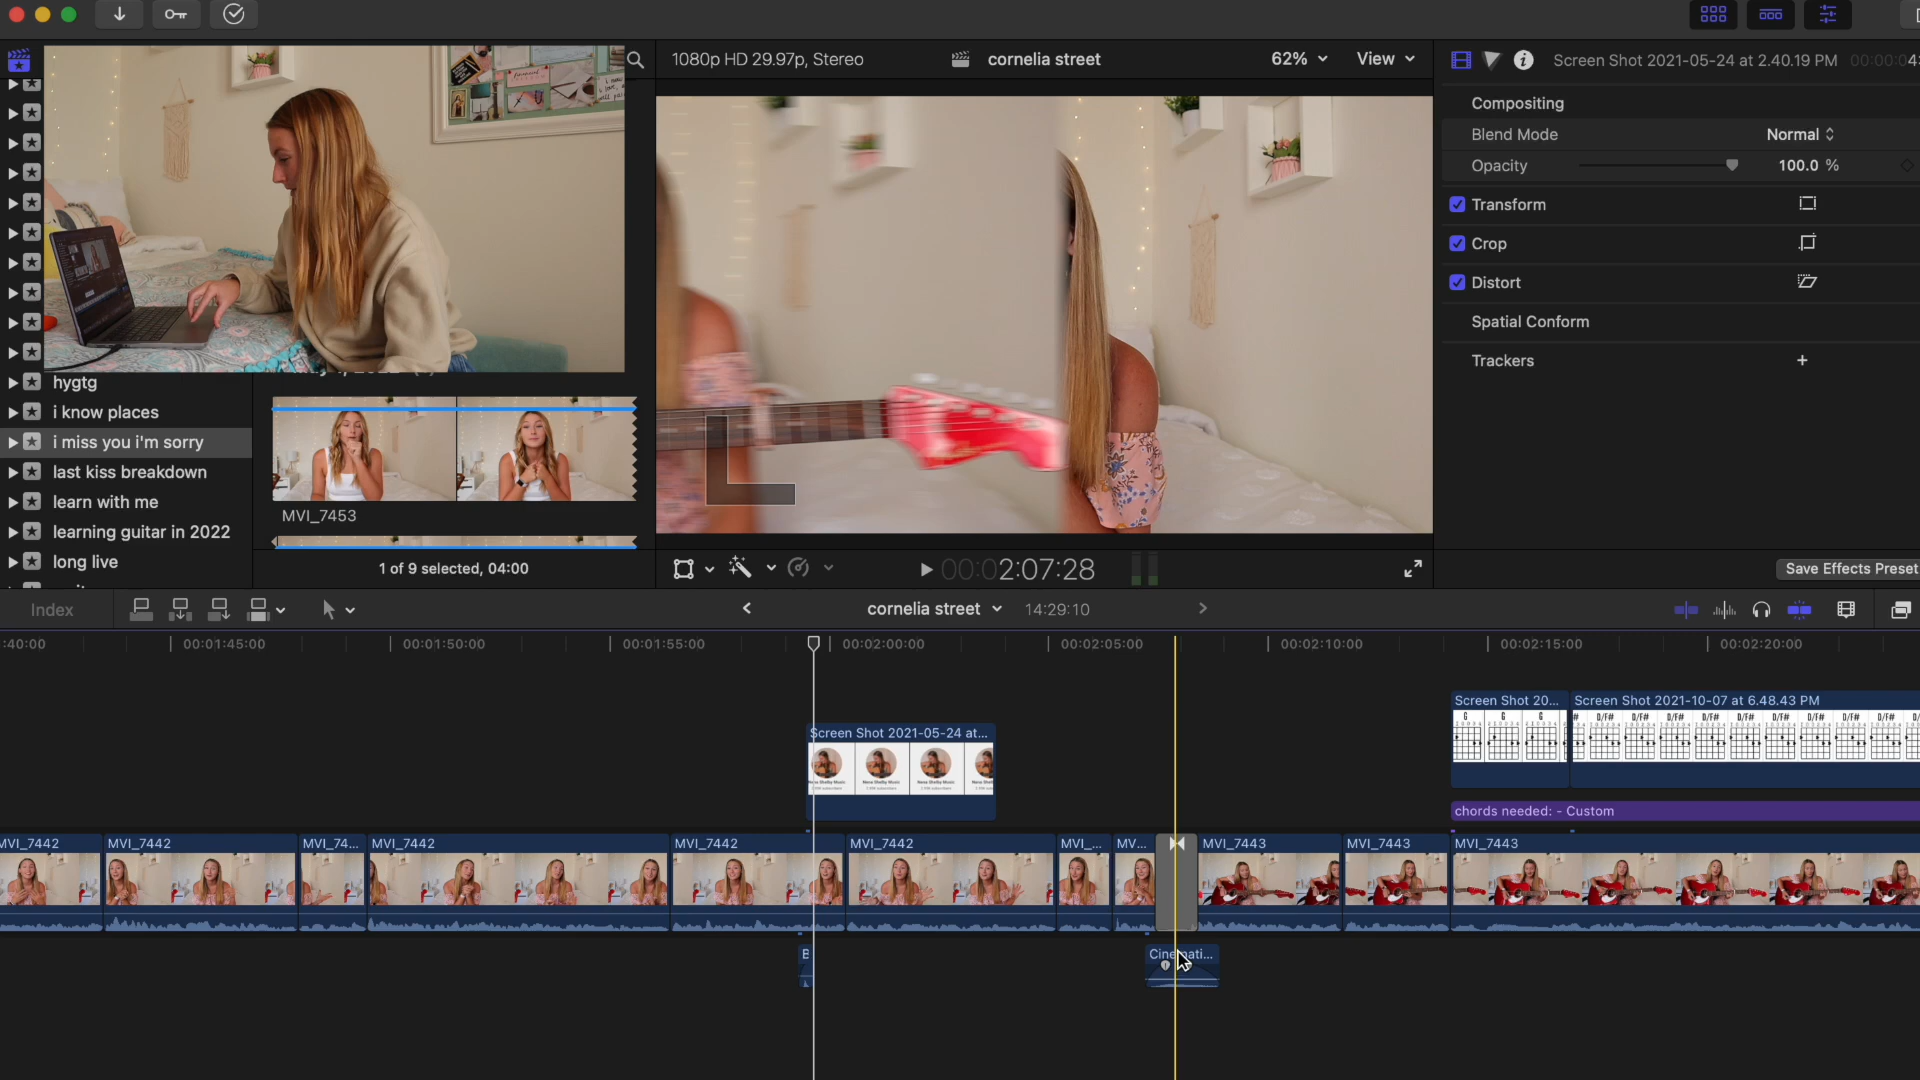 1080p HD 29.97p, Stereo
cornelia street
62%
View
Screen Shot 2021-05-24 at 2.40.19 PM
Compositing
Blend Mode
Normal
Opacity
100.0 %
Transform
Crop
Distort
Spatial Conform
Trackers
hygtg
i know places
i miss you i'm sorry
last kiss breakdown
learn with me
learning guitar in 2022
long live
MVI_7453
1 of 9 selected, 04:00
00:02:07:28
Save Effects Preset
Index
cornelia street
14:29:10
:40:00
00:01:45:00
00:01:50:00
00:01:55:00
00:02:00:00
00:02:05:00
00:02:10:00
00:02:15:00
00:02:20:00
Screen Shot 20...
Screen Shot 2021-10-07 at 6.48.43 PM
G G G
D/F# D/F# D/F# D/F# D/F# D/F# D/F# D/F# D/F#
Screen Shot 2021-05-24 at...
chords needed: - Custom
MVI_7442
MVI_7442
MVI_74...
MVI_7442
MVI_7442
MVI_7442
MVI_...
MV...
MVI_7443
MVI_7443
MVI_7443
B